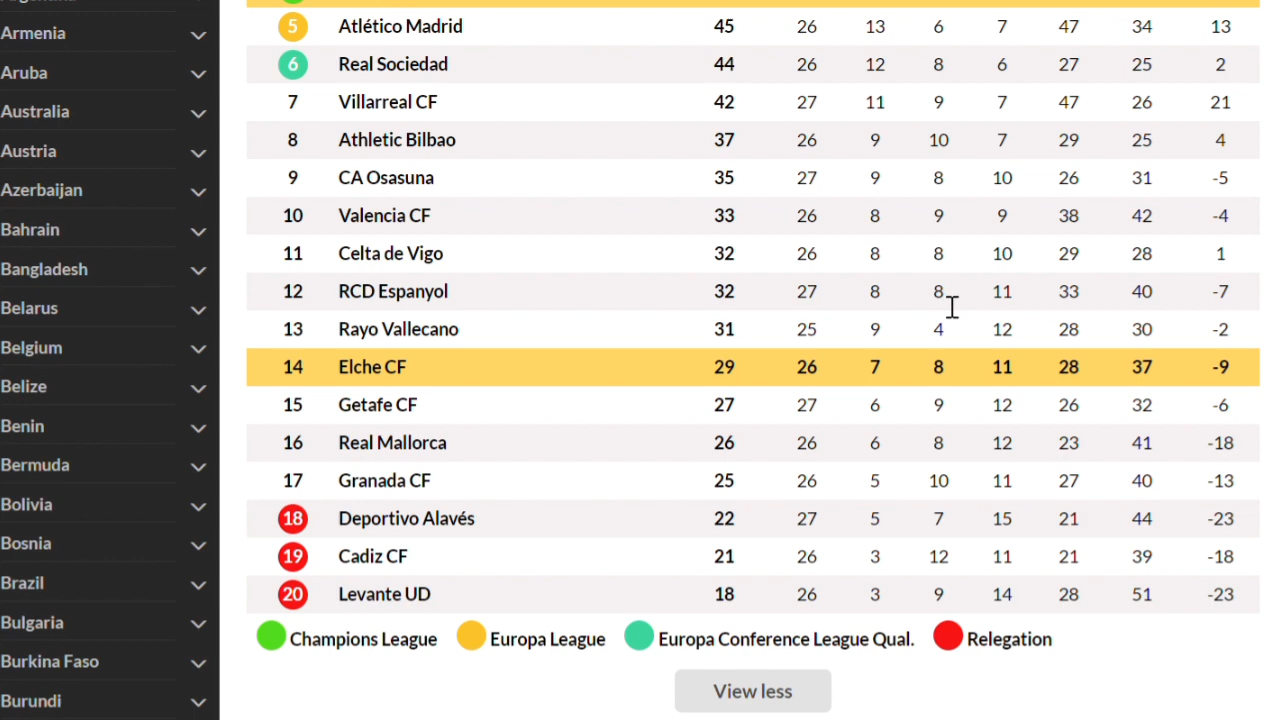 Armenia
Aruba
Australia
Austria
Azerbaijan
Bahrain
Bangladesh
Belarus
Belgium
Belize
Benin
Bermuda
Bolivia
Bosnia
Brazil
Bulgaria
Burkina Faso
Burundi
5 Atlético Madrid 45 26 13 6 7 47 34 13
6 Real Sociedad 44 26 12 8 6 27 25 2
7 Villarreal CF 42 27 11 9 7 47 26 21
8 Athletic Bilbao 37 26 9 10 7 29 25 4
9 CA Osasuna 35 27 9 8 10 26 31 -5
10 Valencia CF 33 26 8 9 9 38 42 -4
11 Celta de Vigo 32 26 8 8 10 29 28 1
12 RCD Espanyol 32 27 8 8 11 33 40 -7
13 Rayo Vallecano 31 25 9 4 12 28 30 -2
14 Elche CF 29 26 7 8 11 28 37 -9
15 Getafe CF 27 27 6 9 12 26 32 -6
16 Real Mallorca 26 26 6 8 12 23 41 -18
17 Granada CF 25 26 5 10 11 27 40 -13
18 Deportivo Alavés 22 27 5 7 15 21 44 -23
19 Cadiz CF 21 26 3 12 11 21 39 -18
20 Levante UD 18 26 3 9 14 28 51 -23
Champions League Europa League Europa Conference League Qual. Relegation
View less